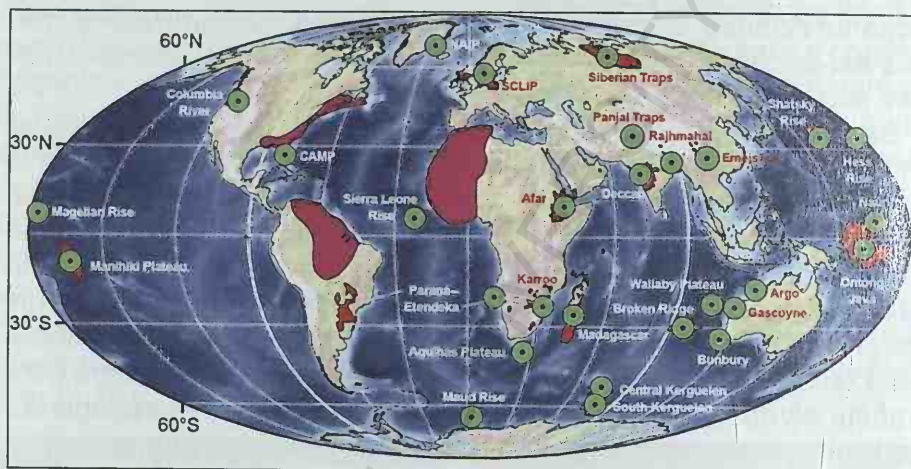 60°N
NAIP
SCLIP
Siberian Traps
Columbia
River
Panjal Traps
Shatsky
Rise
30°N
Rajhmahal
CAMP
Hess
Rise
Magellan Rise
Sierra Leone
Rise
Afar
Deccan
Manihiki Plateau
Parana–
Etendeka
Karroo
Wallaby Plateau
Argo
Ontong
Java
Broken Ridge
Gascoyne
30°S
Madagascar
Agulhas Plateau
Bunbury
Maud Rise
Central Kerguelen
South Kerguelen
60°S